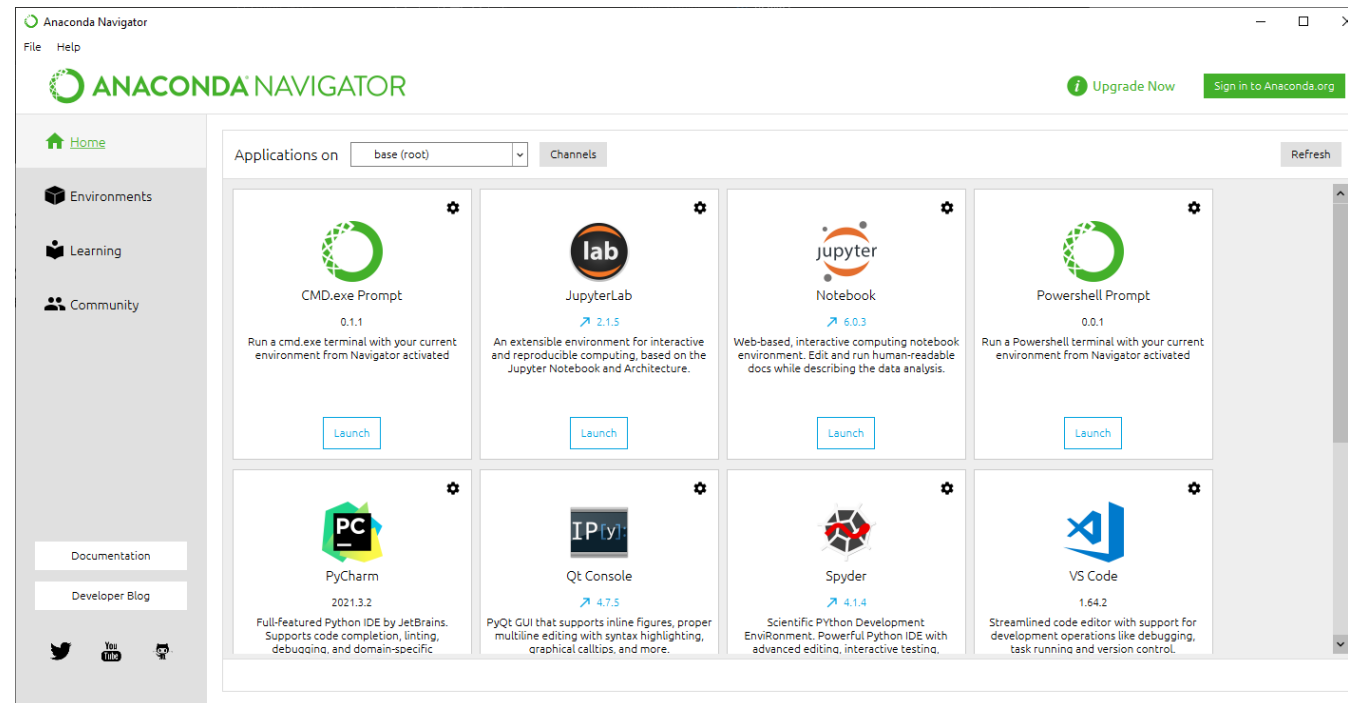 Anaconda Navigator
File Help
ANACONDA NAVIGATOR
i Upgrade Now
Sign in to Anaconda.org
Home
Environments
Learning
Community
Documentation
Developer Blog
You Tube
Applications on base (root) Channels Refresh
CMD.exe Prompt
0.1.1
Run a cmd.exe terminal with your current
environment from Navigator activated
Launch
lab
JupyterLab
2.1.5
An extensible environment for interactive
and reproducible computing, based on the
Jupyter Notebook and Architecture.
Launch
jupyter
Notebook
6.0.3
Web-based, interactive computing notebook
environment. Edit and run human-readable
docs while describing the data analysis.
Launch
Powershell Prompt
0.0.1
Run a Powershell terminal with your current
environment from Navigator activated
Launch
PC
PyCharm
2021.3.2
Full-featured Python IDE by JetBrains.
Supports code completion, linting,
debugging, and domain-specific
IP[y]:
Qt Console
4.7.5
PyQt GUI that supports inline figures, proper
multiline editing with syntax highlighting,
graphical calltips, and more.
Spyder
4.1.4
Scientific PYthon Development
EnviRonment. Powerful Python IDE with
advanced editing, interactive testing,
VS Code
1.64.2
Streamlined code editor with support for
development operations like debugging,
task running and version control.